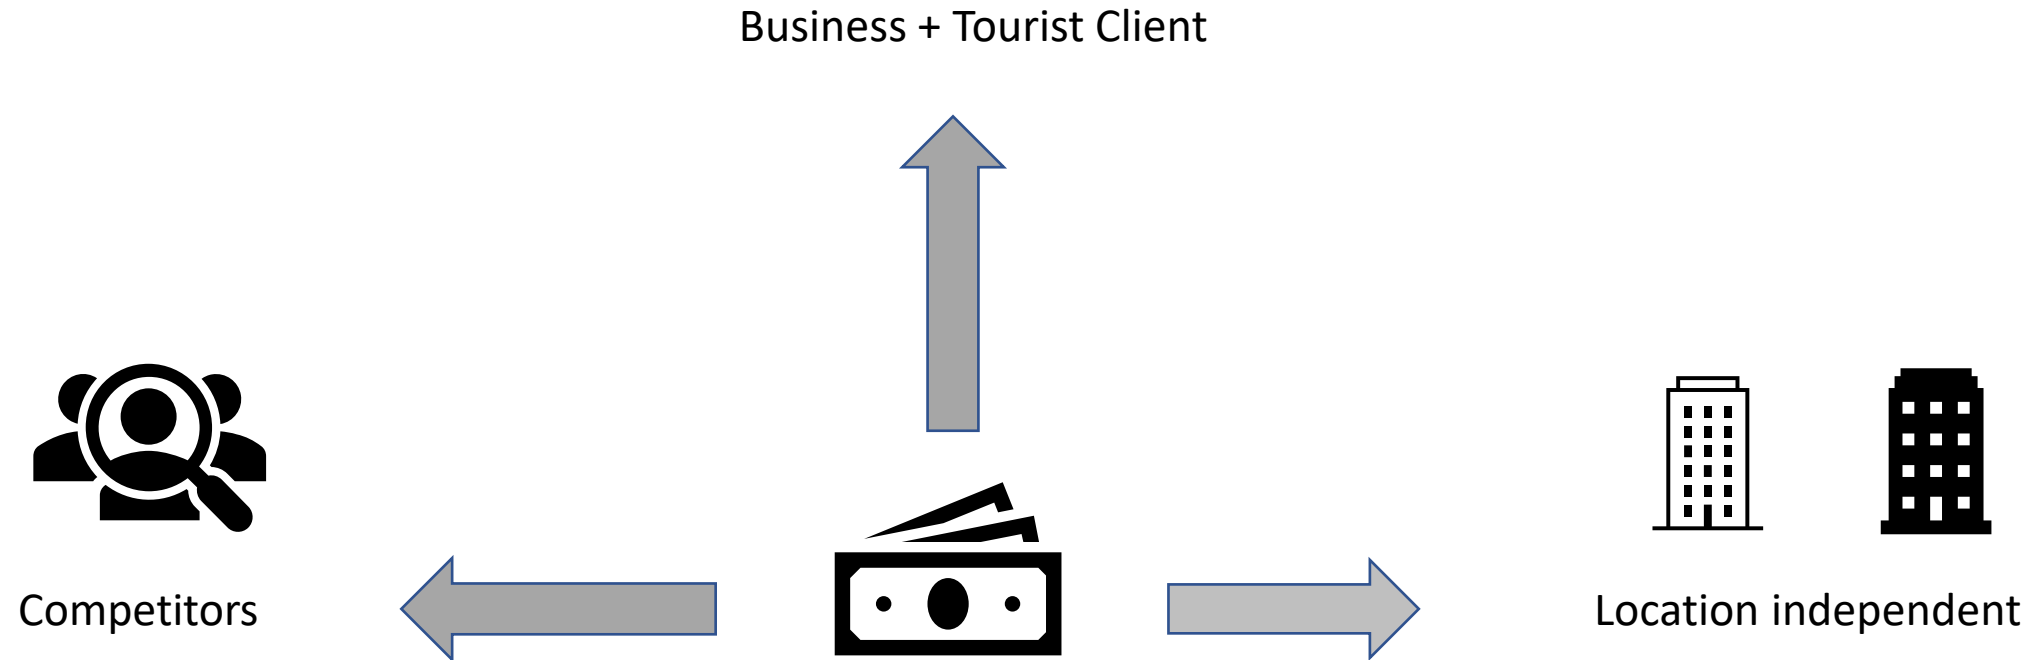 Business + Tourist Client
Competitors
Location independent